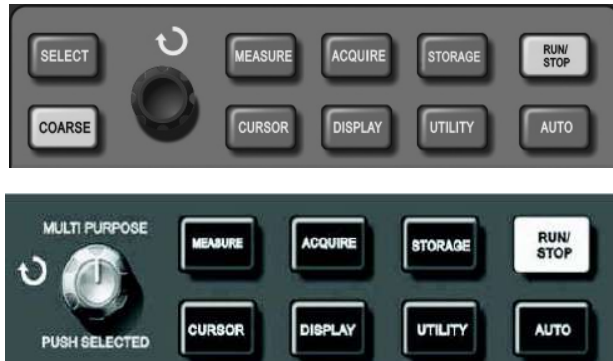 SELECT MEASURE ACQUIRE STORAGE RUN/
STOP
COARSE CURSOR DISPLAY UTILITY AUTO
MULTI PURPOSE
MEASURE ACQUIRE STORAGE RUN/
STOP
PUSH SELECTED
CURSOR DISPLAY UTILITY AUTO